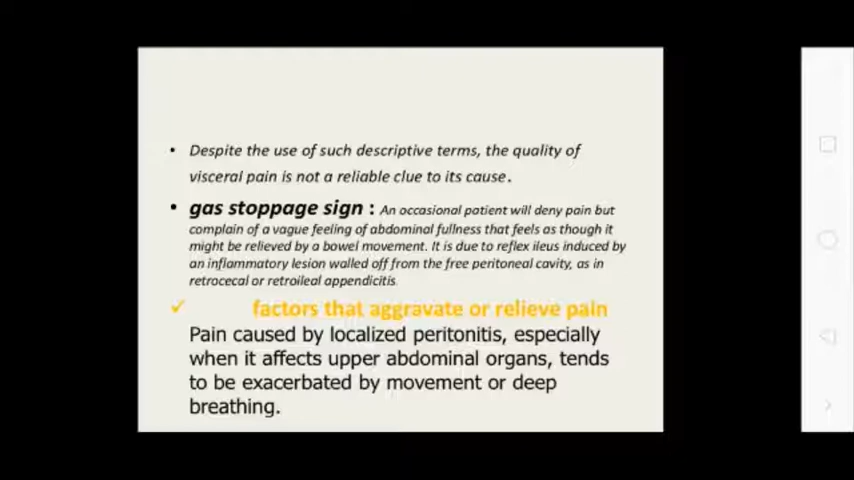 • Despite the use of such descriptive terms, the quality of
visceral pain is not a reliable clue to its cause.
• gas stoppage sign : An occasional patient will deny pain but
complain of a vague feeling of abdominal fullness that feels as though it
might be relieved by a bowel movement. It is due to reflex ileus induced by
an inflammatory lesion walled off from the free peritoneal cavity, as in
retrocecal or retroileal appendicitis.
✓ factors that aggravate or relieve pain
Pain caused by localized peritonitis, especially
when it affects upper abdominal organs, tends
to be exacerbated by movement or deep
breathing.